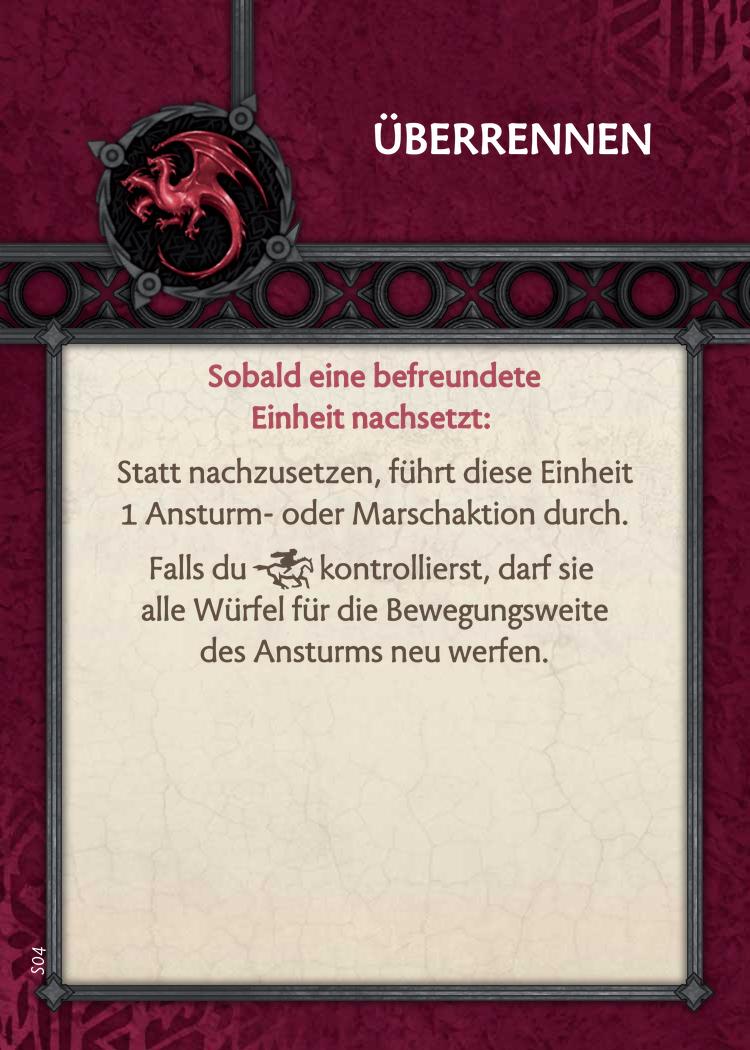 ÜBERRENNEN
Sobald eine befreundete
Einheit nachsetzt:
Statt nachzusetzen, führt diese Einheit
1 Ansturm- oder Marschaktion durch.
Falls du kontrollierst, darf sie
alle Würfel für die Bewegungsweite
des Ansturms neu werfen.
S04